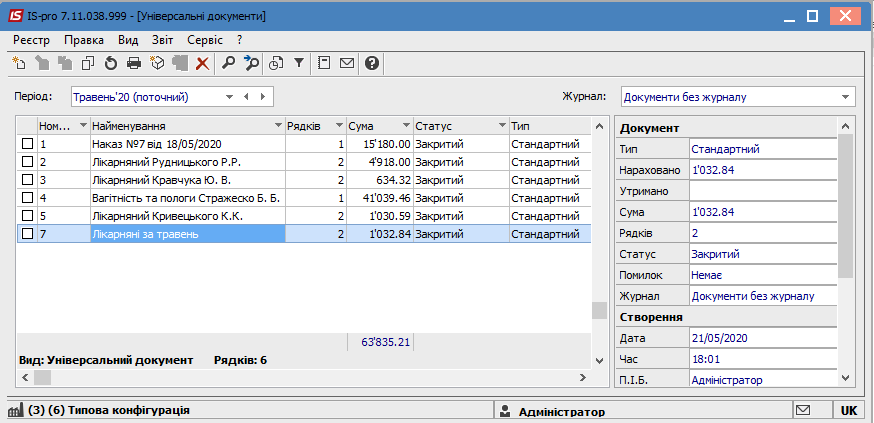 IS IS-pro 7.11.038.999 - [Універсальні документи]
Реєстр Правка Вид Звіт Сервіс ?
Період: Травень'20 (поточний) Журнал: Документи без журналу
Ном... Найменування Рядків Сума Статус Тип
1 Наказ №7 від 18/05/2020 1 15'180.00 Закритий Стандартний
2 Лікарняний Рудницького Р.Р. 2 4'918.00 Закритий Стандартний
3 Лікарняний Кравчука Ю. В. 2 634.32 Закритий Стандартний
4 Вагітність та пологи Стражеско Б. Б. 1 41'039.46 Закритий Стандартний
5 Лікарняний Кривецького К.К. 2 1'030.59 Закритий Стандартний
7 Лікарняні за травень 2 1'032.84 Закритий Стандартний
63'835.21
Вид: Універсальний документ Рядків: 6
Документ
Тип Стандартний
Нараховано 1'032.84
Утримано
Сума 1'032.84
Рядків 2
Статус Закритий
Помилок Немає
Журнал Документи без журналу
Створення
Дата 21/05/2020
Час 18:01
П.І.Б. Адміністратор
(3) (6) Типова конфігурація Адміністратор UK